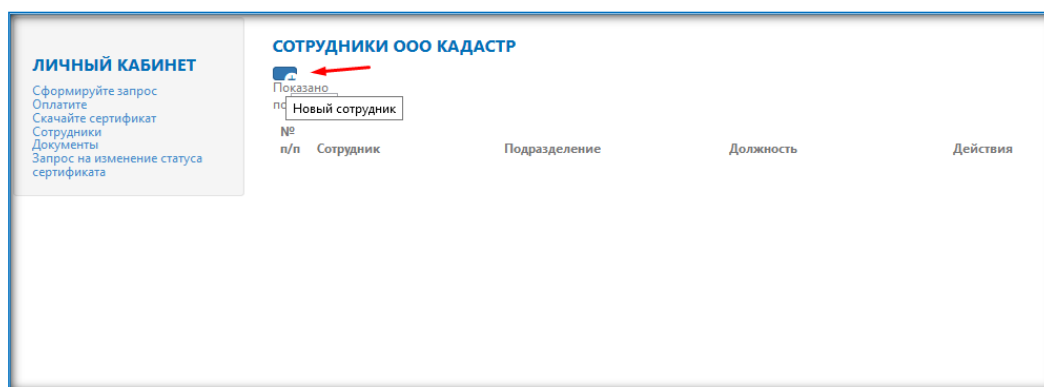 ЛИЧНЫЙ КАБИНЕТ
Сформируйте запрос
Оплатите
Скачайте сертификат
Сотрудники
Документы
Запрос на изменение статуса
сертификата
СОТРУДНИКИ ООО КАДАСТР
Показано
по
Новый сотрудник
№
п/п Сотрудник Подразделение Должность Действия